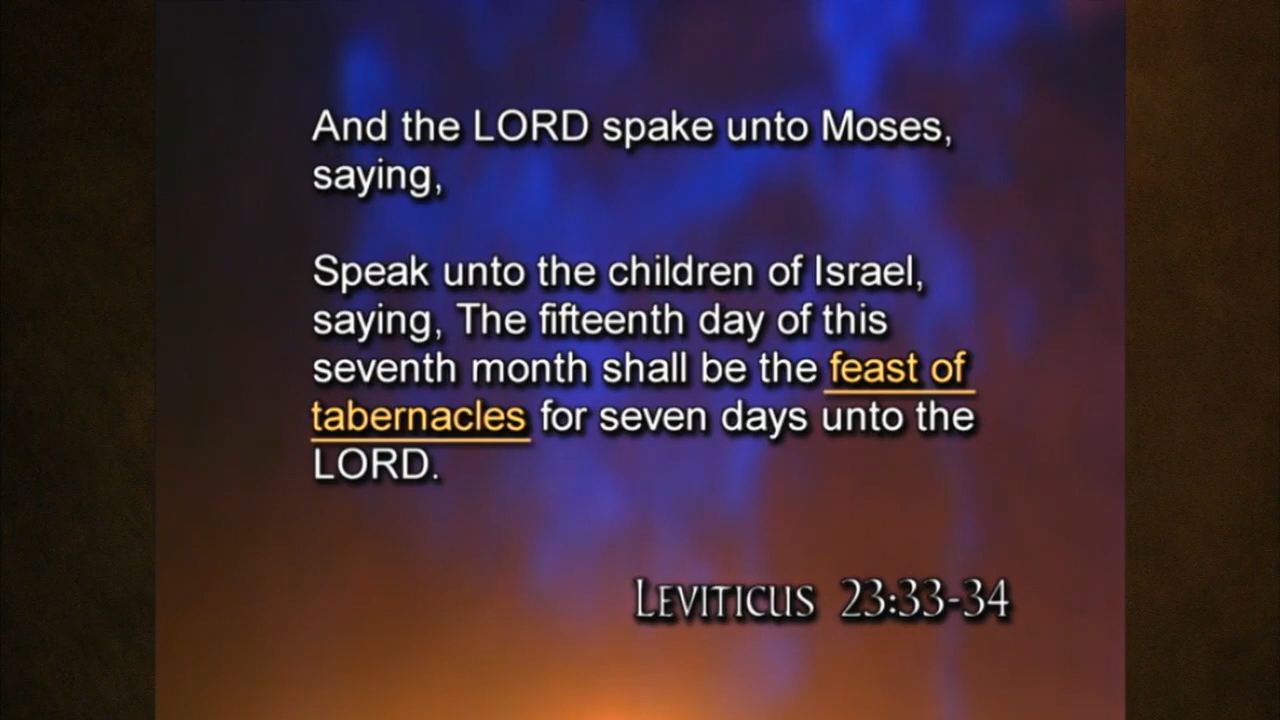 And the LORD spake unto Moses,
saying,
Speak unto the children of Israel,
saying, The fifteenth day of this
seventh month shall be the feast of
tabernacles for seven days unto the
LORD.
LEVITICUS 23:33-34